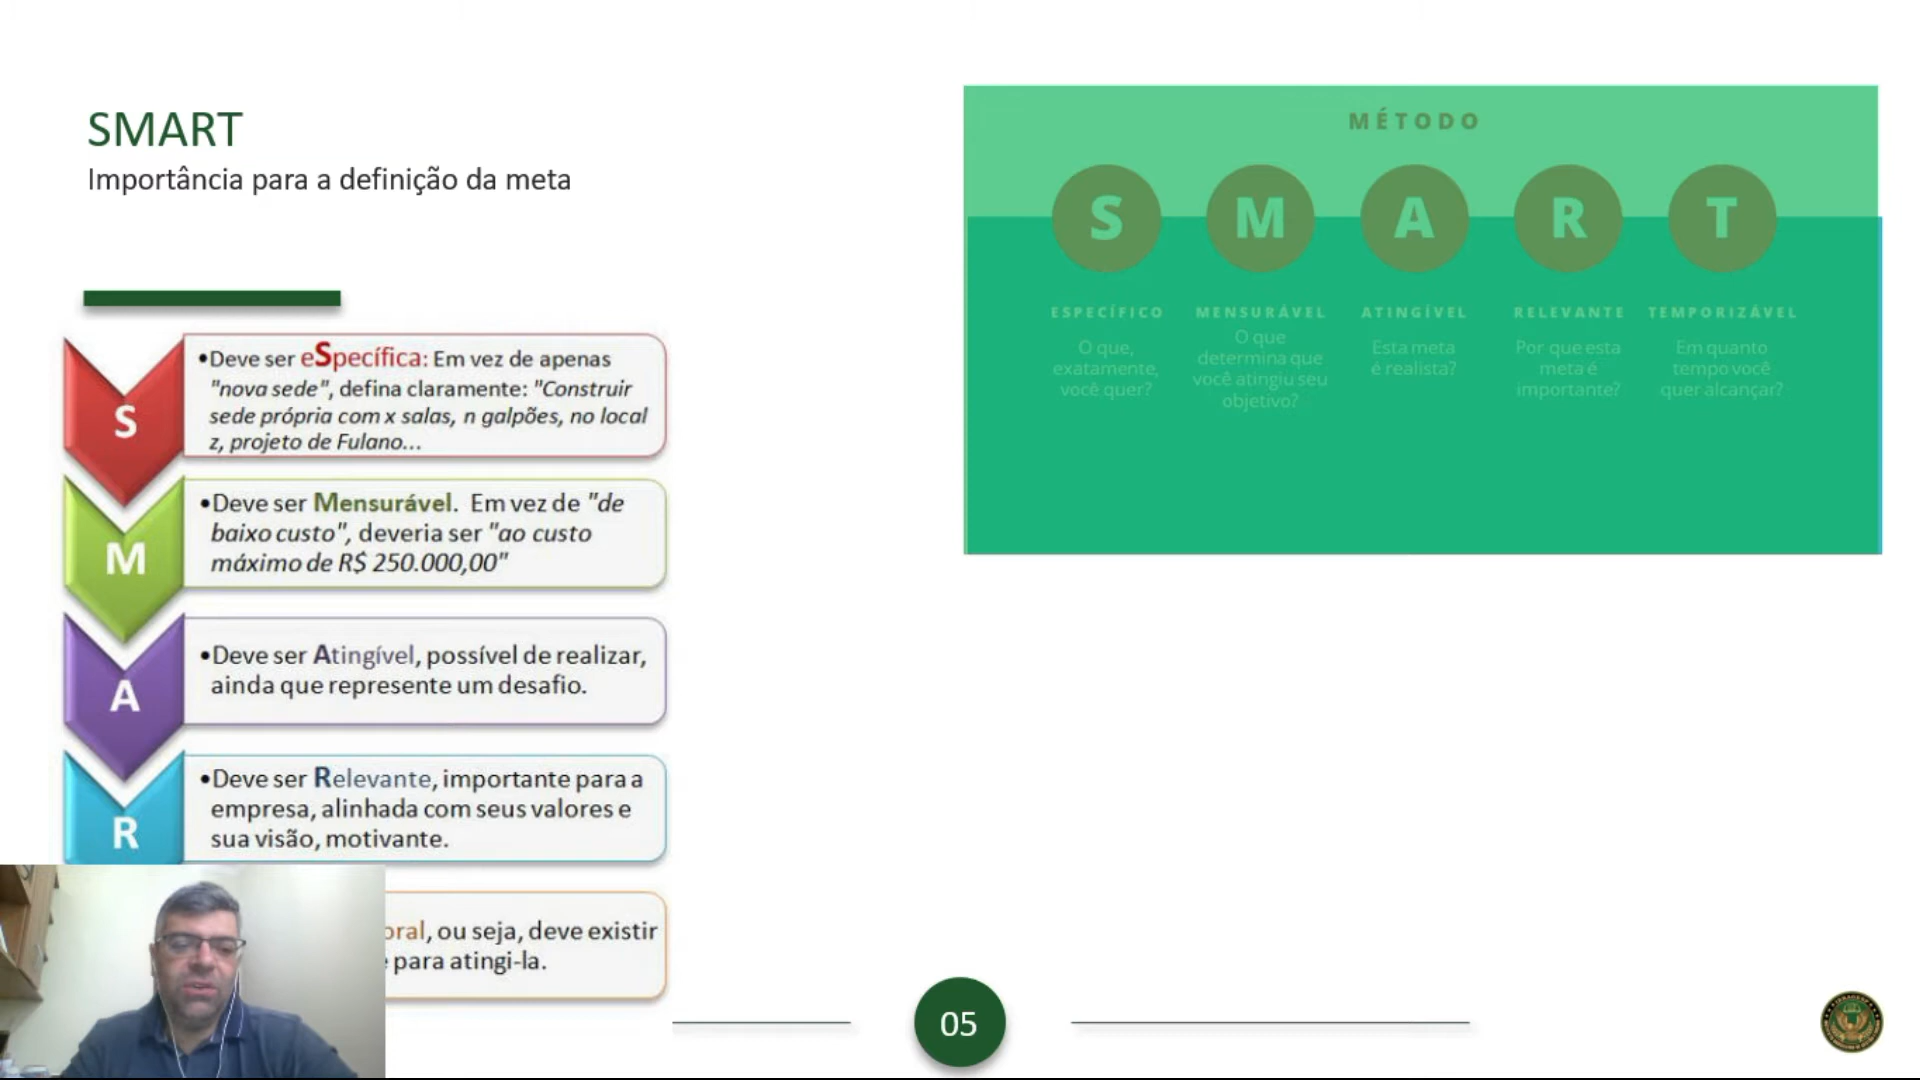 SMART
Importância para a definição da meta
S
•Deve ser eSpecífica: Em vez de apenas
"nova sede", defina claramente: "Construir
sede própria com x salas, n galpões, no local
z, projeto de Fulano...
M
•Deve ser Mensurável. Em vez de "de
baixo custo", deveria ser "ao custo
máximo de R$ 250.000,00"
A
•Deve ser Atingível, possível de realizar,
ainda que represente um desafio.
R
•Deve ser Relevante, importante para a
empresa, alinhada com seus valores e
sua visão, motivante.
oral, ou seja, deve existir
para atingi-la.
MÉTODO
S M A R T
ESPECÍFICO
O que,
exatamente,
você quer?
MENSURÁVEL
O que
determina que
você atingiu seu
objetivo?
ATINGÍVEL
Esta meta
é realista?
RELEVANTE
Por que esta
meta é
importante?
TEMPORIZÁVEL
Em quanto
tempo você
quer alcançar?
05